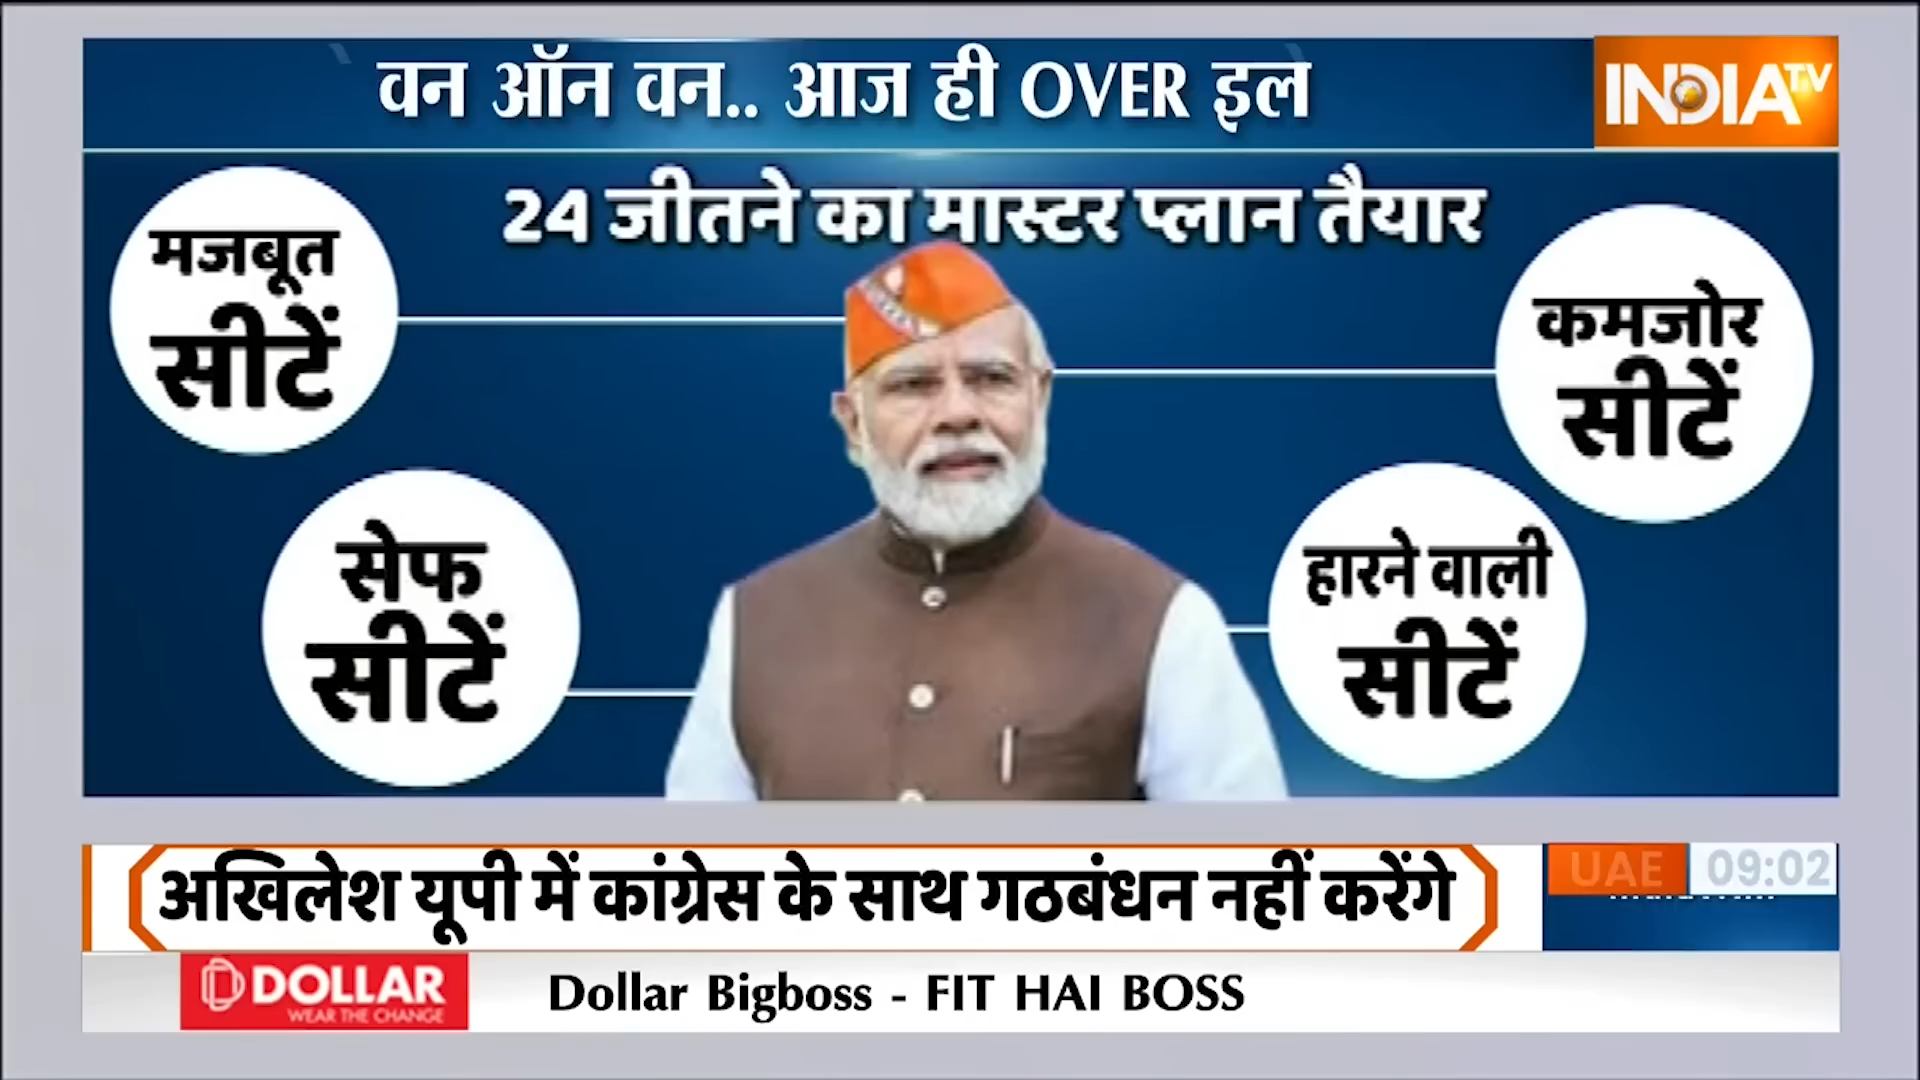 वन ऑन वन.. आज ही OVER इल
INDIA TV
24 जीतने का मास्टर प्लान तैयार
मजबूत
सीटें
कमजोर
सीटें
सेफ
सीटें
हारने वाली
सीटें
अखिलेश यूपी में कांग्रेस के साथ गठबंधन नहीं करेंगे
UAE 09:02
DOLLAR
WEAR THE CHANGE
Dollar Bigboss - FIT HAI BOSS